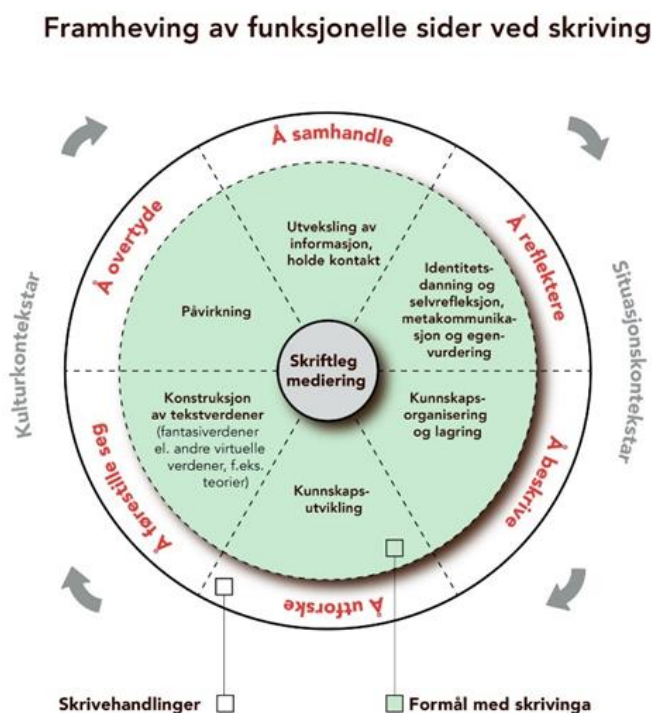 Framheving av funksjonelle sider ved skriving
Å samhandle
Å overtyde
Å reflektere
Utveksling av
informasjon,
holde kontakt
Identitets-
danning og
selvrefleksjon,
metakommunika-
sjon og egen-
vurdering
Påvirkning
Kulturkontekstar
Situasjonskontekstar
Skriftleg
mediering
Konstruksjon
av tekstverdener
(fantasiverdener
el. andre virtuelle
verdener, f.eks.
teorier)
Kunnskaps-
organisering
og lagring
Kunnskaps-
utvikling
Å førestille seg
Å beskrive
Å utforske
Skrivehandlinger
Formål med skrivinga